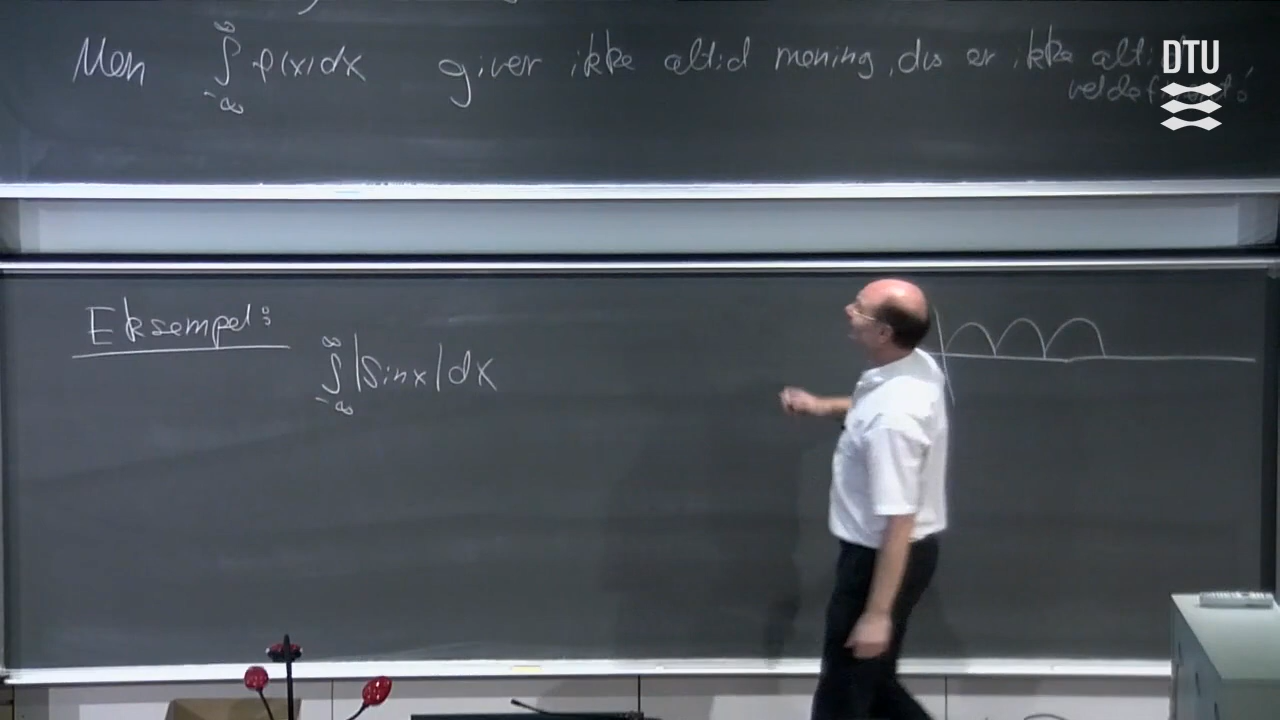 Men ∫_{-∞}^{∞} f(x) dx giver ikke altid mening, dvs er ikke altid
veldefineret!
DTU
Eksempel:
∫_{-∞}^{∞} |sin x| dx